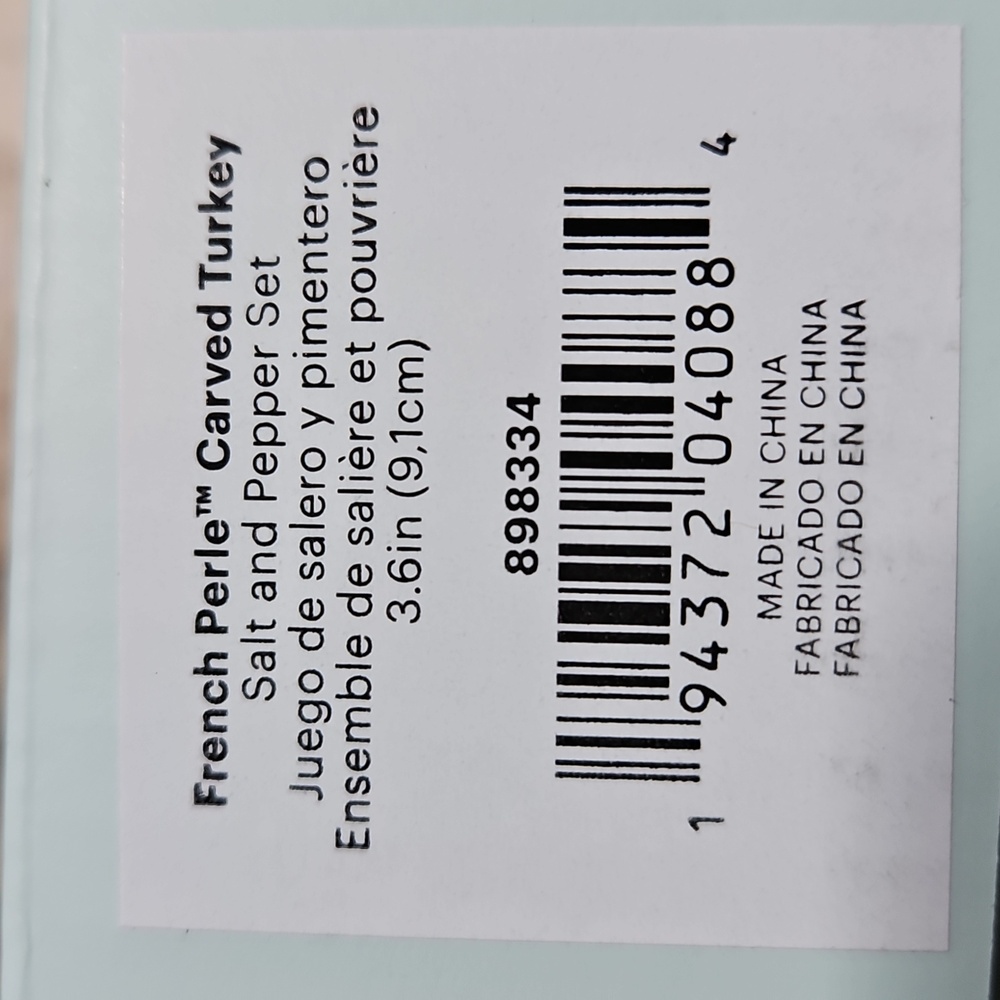 French Perle™ Carved Turkey
Salt and Pepper Set
Juego de salero y pimentero
Ensemble de salière et pouvrière
3.6in (9,1cm)
898334
1 94372 04088 4
MADE IN CHINA
FABRICADO EN CHINA
FABRICADO EN CHINA